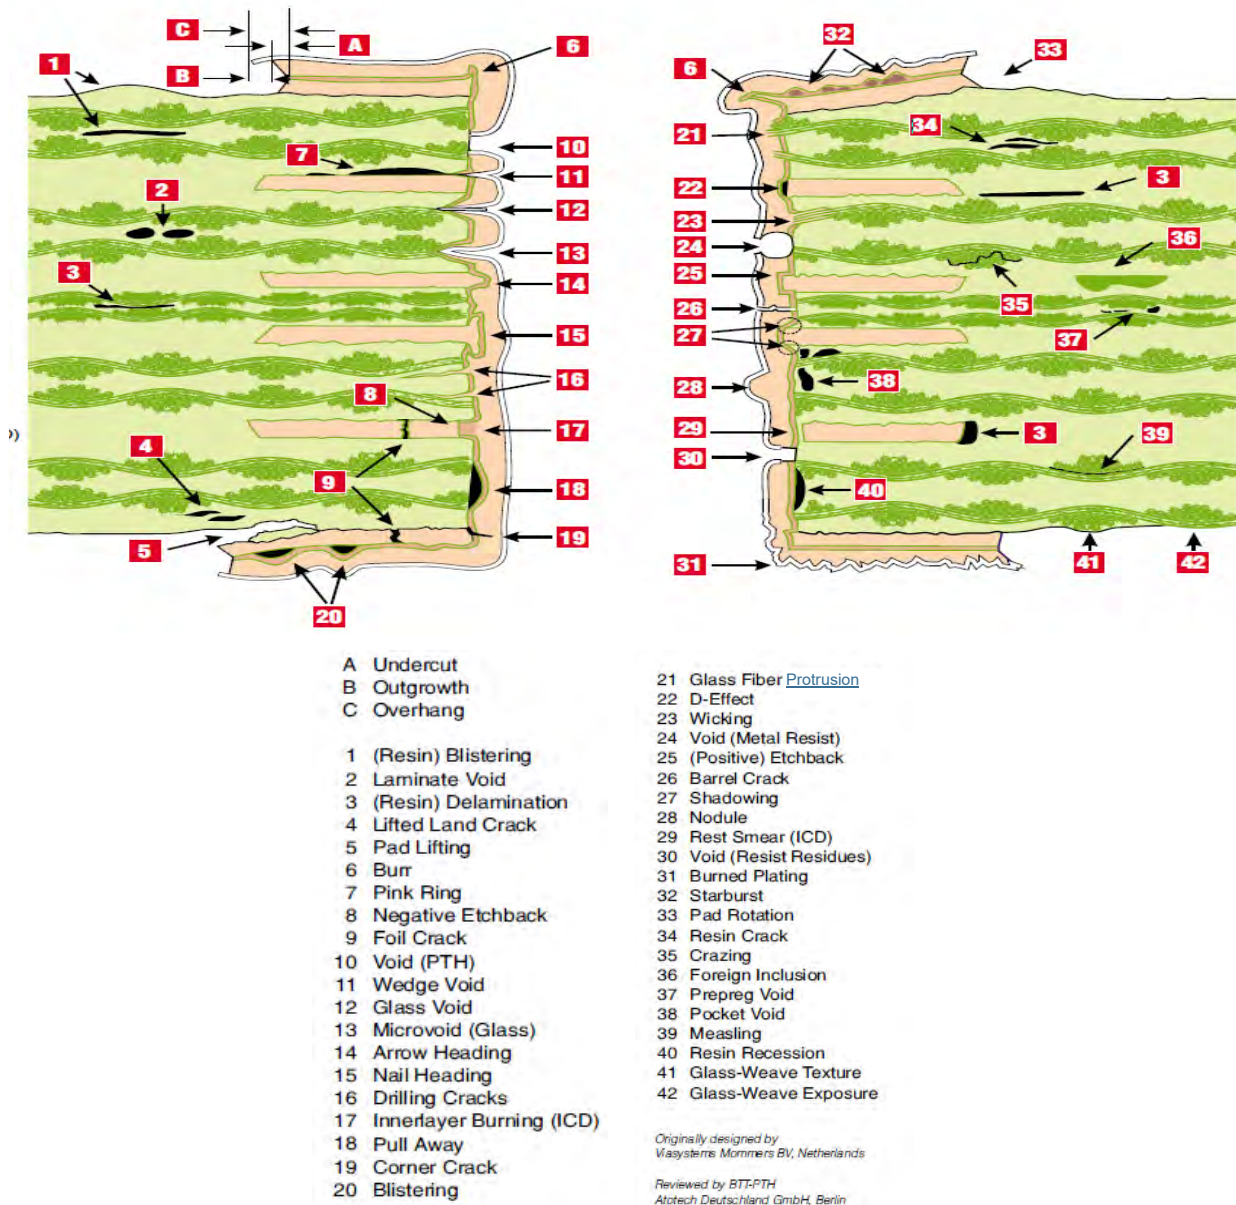 C
A
B
1
6
7
10
11
2
12
13
3
14
15
16
8
17
4
9
18
5
19
20
32
33
6
21
34
22
3
23
24
36
25
35
26
27
37
28
38
29
3
39
30
40
31
41
42
A Undercut
B Outgrowth
C Overhang
1 (Resin) Blistering
2 Laminate Void
3 (Resin) Delamination
4 Lifted Land Crack
5 Pad Lifting
6 Burr
7 Pink Ring
8 Negative Etchback
9 Foil Crack
10 Void (PTH)
11 Wedge Void
12 Glass Void
13 Microvoid (Glass)
14 Arrow Heading
15 Nail Heading
16 Drilling Cracks
17 Innerlayer Burning (ICD)
18 Pull Away
19 Corner Crack
20 Blistering
21 Glass Fiber Protrusion
22 D-Effect
23 Wicking
24 Void (Metal Resist)
25 (Positive) Etchback
26 Barrel Crack
27 Shadowing
28 Nodule
29 Rest Smear (ICD)
30 Void (Resist Residues)
31 Burned Plating
32 Starburst
33 Pad Rotation
34 Resin Crack
35 Crazing
36 Foreign Inclusion
37 Prepreg Void
38 Pocket Void
39 Measling
40 Resin Recession
41 Glass-Weave Texture
42 Glass-Weave Exposure
Originally designed by
Viasystems Mommers BV, Netherlands
Reviewed by BTT-PTH
Atotech Deutschland GmbH, Berlin